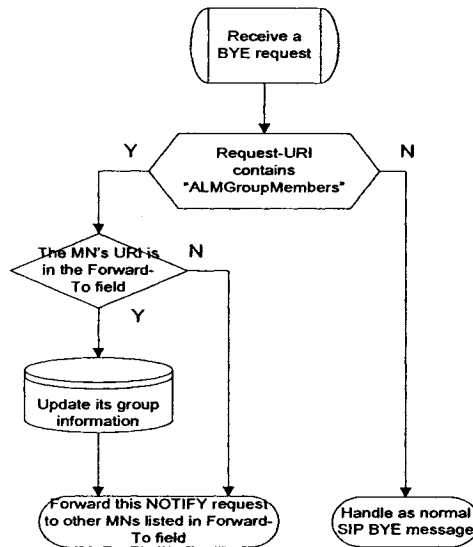 Receive a
BYE request
Y
Request-URI
contains
"ALMGroupMembers"
N
The MN's URI is
in the Forward-
To field
N
Y
Update its group
information
Forward this NOTIFY request
to other MNs listed in Forward-
To field
Handle as normal
SIP BYE message